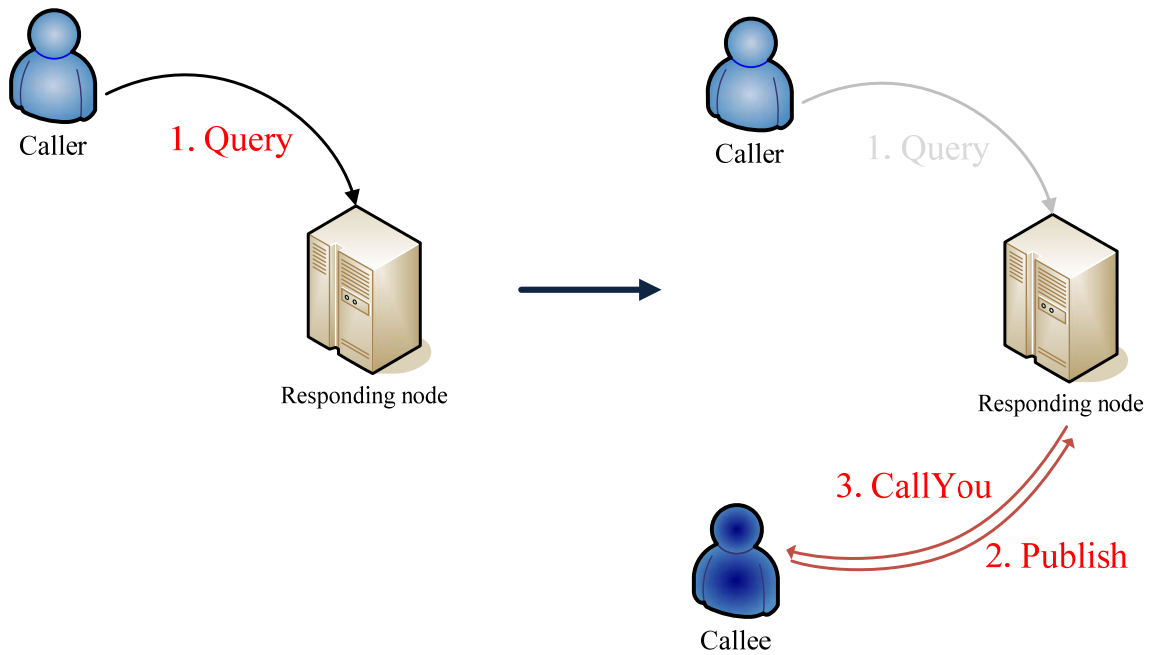 Caller
1. Query
Responding node
Caller
1. Query
Responding node
3. CallYou
2. Publish
Callee